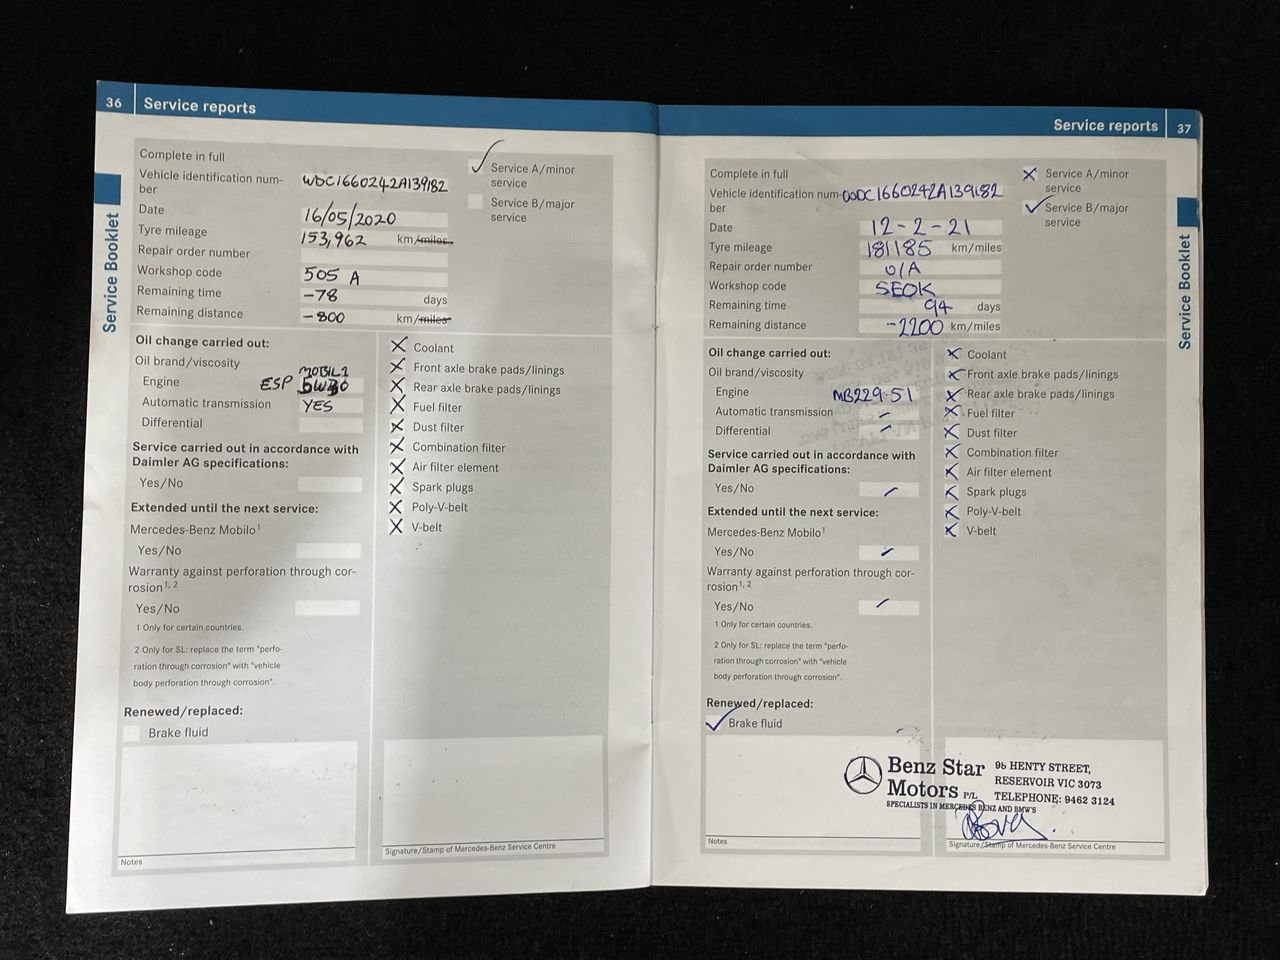 36 Service reports
Complete in full
Vehicle identification num-
ber WDC1660242A139182
Date 16/05/2020
Tyre mileage 153,962 km/miles
Repair order number
Workshop code 505 A
Remaining time -78 days
Remaining distance -800 km/miles
✓ Service A/minor
service
Service B/major
service
Oil change carried out:
Oil brand/viscosity MOBIL1
Engine ESP 5W30
Automatic transmission YES
Differential
Service carried out in accordance with
Daimler AG specifications:
Yes/No
Extended until the next service:
Mercedes-Benz Mobilo¹
Yes/No
Warranty against perforation through cor-
rosion¹, ²
Yes/No
1 Only for certain countries.
2 Only for SL: replace the term "perfo-
ration through corrosion" with "vehicle
body perforation through corrosion".
Renewed/replaced:
Brake fluid
X Coolant
X Front axle brake pads/linings
X Rear axle brake pads/linings
X Fuel filter
X Dust filter
X Combination filter
X Air filter element
X Spark plugs
X Poly-V-belt
X V-belt
Notes
Signature/Stamp of Mercedes-Benz Service Centre
Service Booklet
Service reports 37
Complete in full
Vehicle identification num-
ber WDC1660242A139182
Date 12-2-21
Tyre mileage 181185 km/miles
Repair order number O/A
Workshop code SEOK
Remaining time 94 days
Remaining distance -2200 km/miles
X Service A/minor
service
✓ Service B/major
service
Oil change carried out:
Oil brand/viscosity
Engine MB229.51
Automatic transmission –
Differential –
Service carried out in accordance with
Daimler AG specifications:
Yes/No –
Extended until the next service:
Mercedes-Benz Mobilo¹
Yes/No –
Warranty against perforation through cor-
rosion¹, ²
Yes/No –
1 Only for certain countries.
2 Only for SL: replace the term "perfo-
ration through corrosion" with "vehicle
body perforation through corrosion".
Renewed/replaced:
✓ Brake fluid
X Coolant
X Front axle brake pads/linings
X Rear axle brake pads/linings
X Fuel filter
X Dust filter
X Combination filter
X Air filter element
X Spark plugs
X Poly-V-belt
X V-belt
Benz Star
Motors P/L
9b HENTY STREET,
RESERVOIR VIC 3073
TELEPHONE: 9462 3124
SPECIALISTS IN MERCEDES BENZ AND BMW'S
Notes
Signature/Stamp of Mercedes-Benz Service Centre
Service Booklet